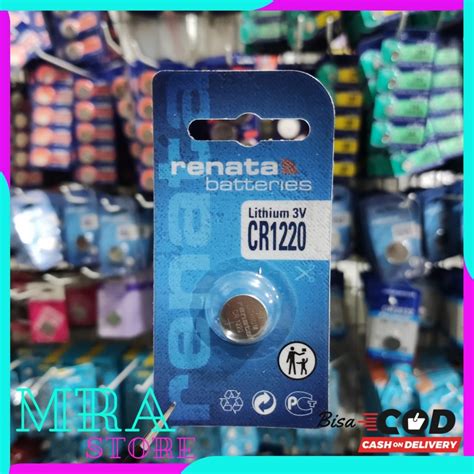 renata
batteries
Lithium 3V
CR1220
renata
MRA
STORE
Bisa COD
CASH ON DELIVERY